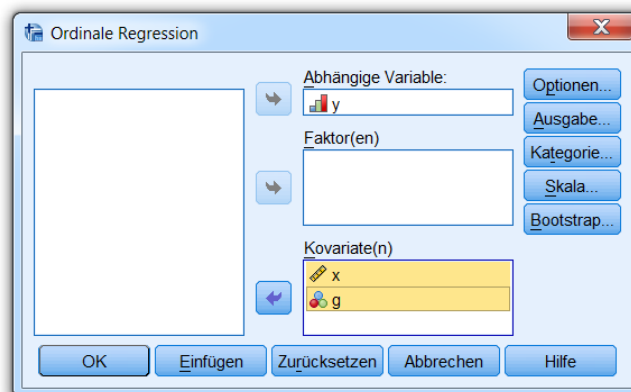 Ordinale Regression
Abhängige Variable:
y
Faktor(en)
Kovariate(n)
x
g
Optionen...
Ausgabe...
Kategorie...
Skala...
Bootstrap...
OK
Einfügen
Zurücksetzen
Abbrechen
Hilfe